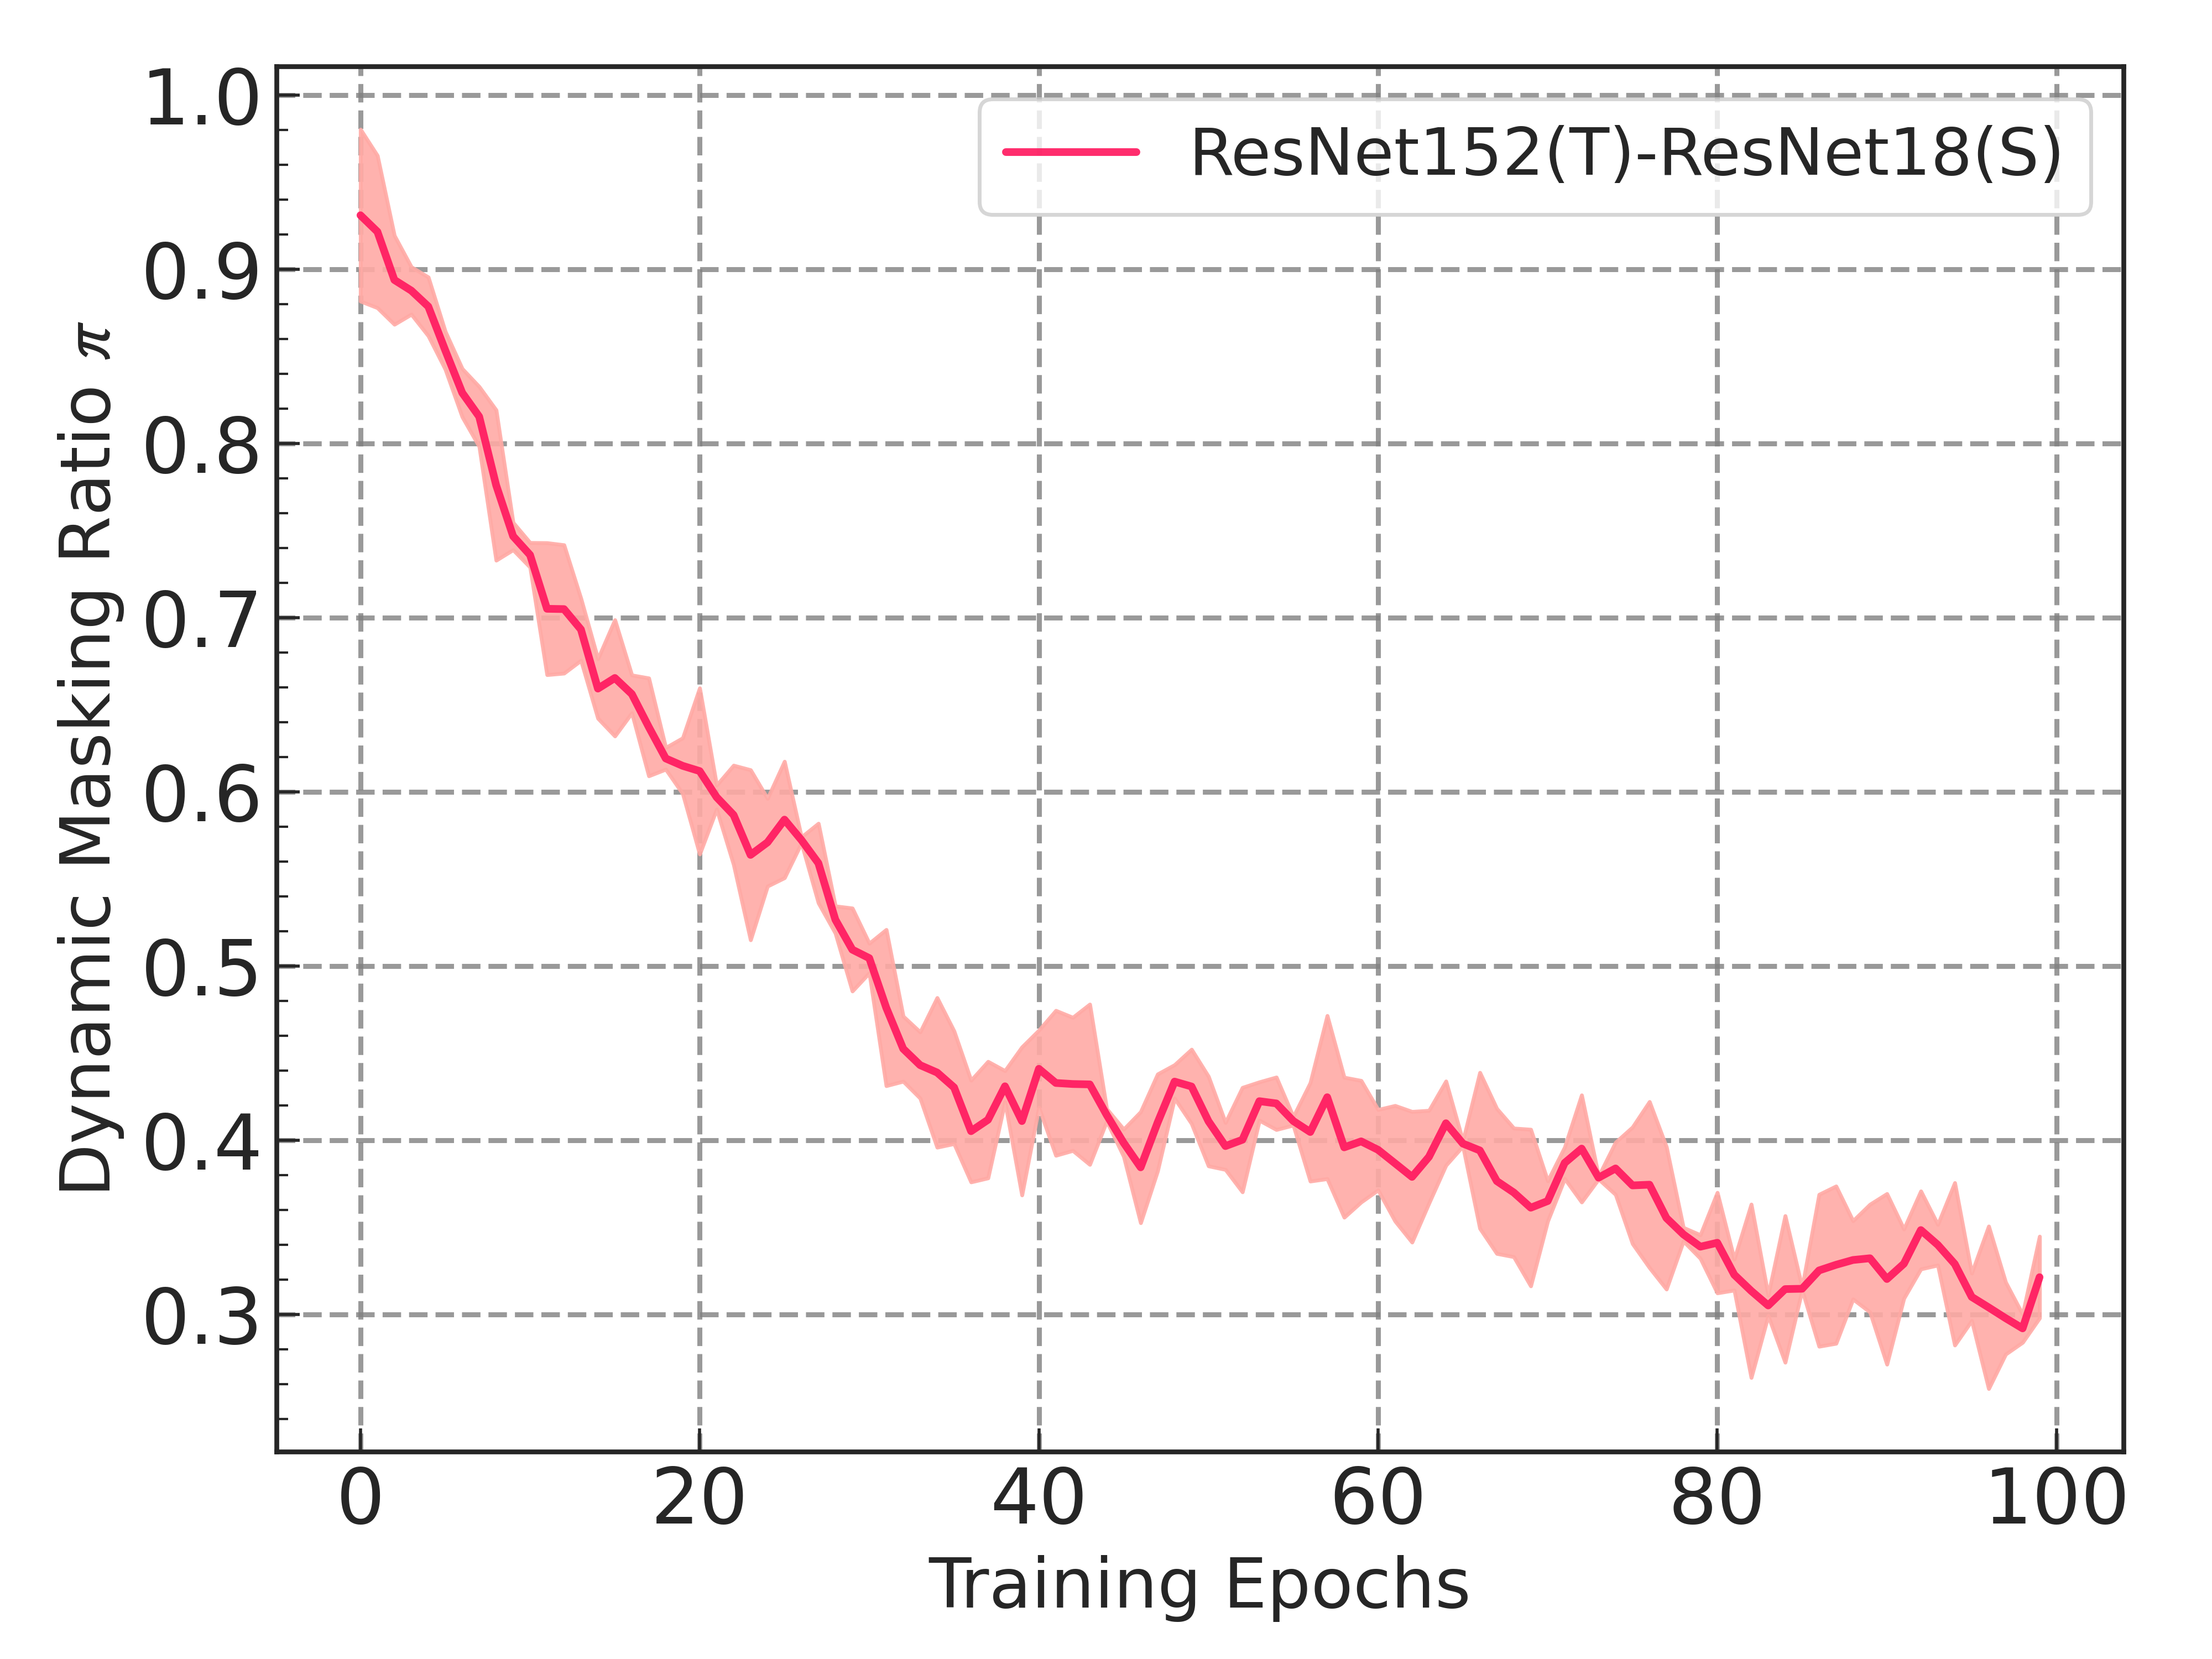 ResNet152(T)-ResNet18(S)
Dynamic Masking Ratio π
1.0
0.9
0.8
0.7
0.6
0.5
0.4
0.3
0 20 40 60 80 100
Training Epochs